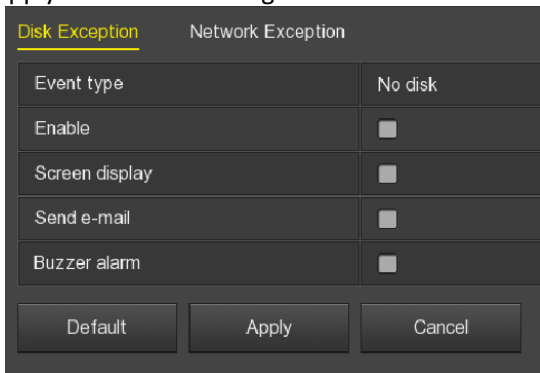 Disk Exception Network Exception
Event type No disk
Enable
Screen display
Send e-mail
Buzzer alarm
Default Apply Cancel